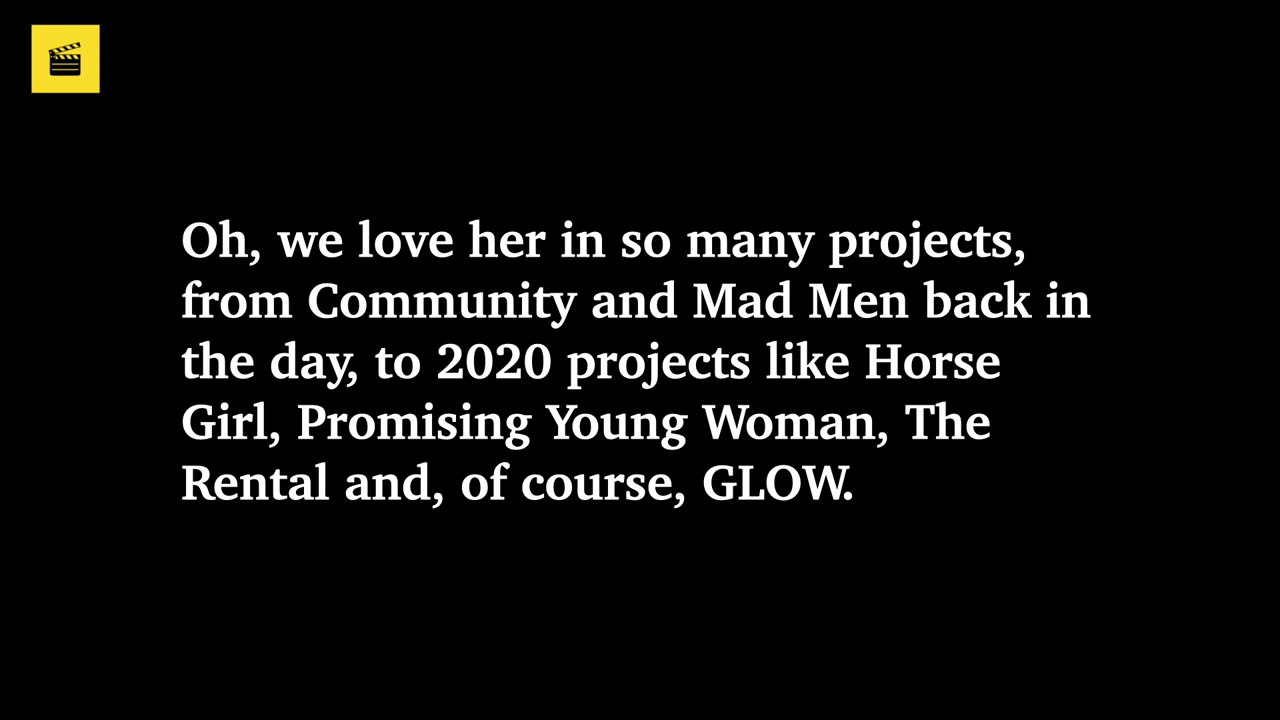 Oh, we love her in so many projects,
from Community and Mad Men back in
the day, to 2020 projects like Horse
Girl, Promising Young Woman, The
Rental and, of course, GLOW.